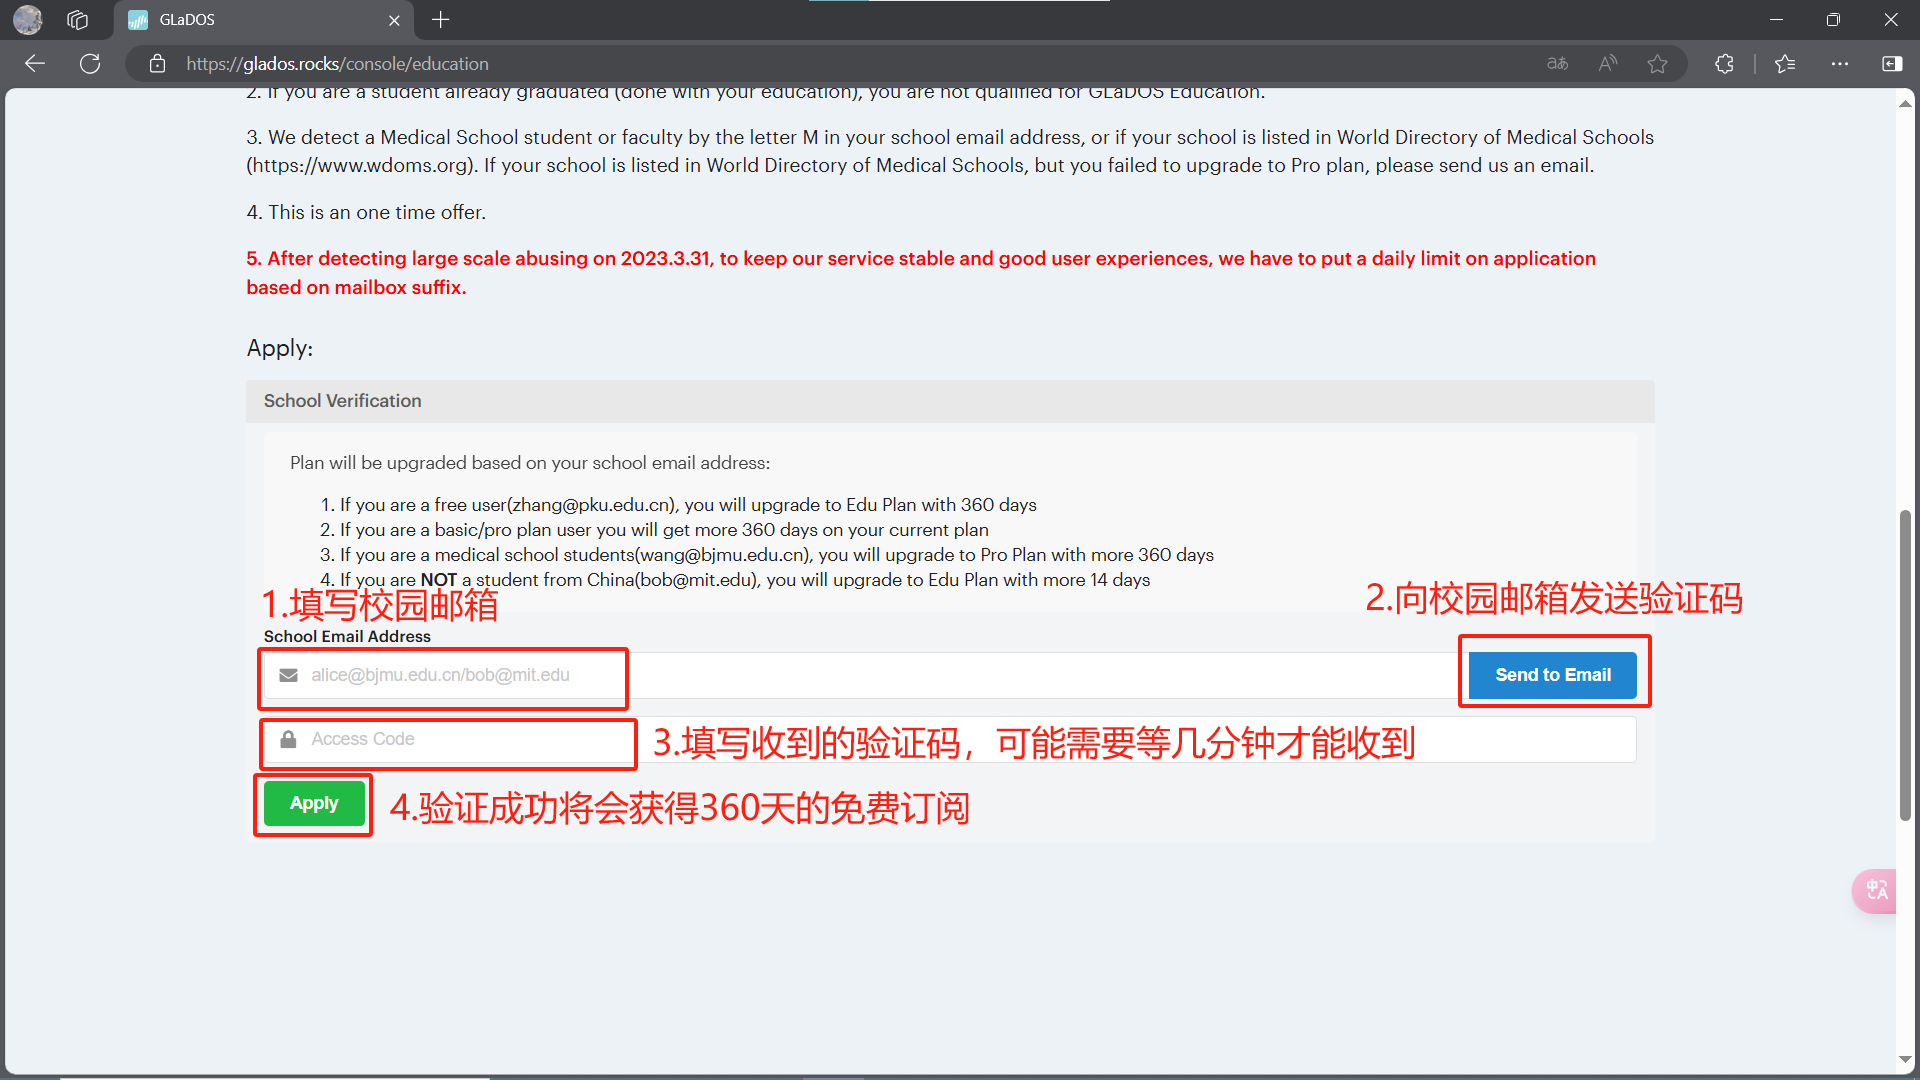 GLaDOS
https://glados.rocks/console/education
2. If you are a student already graduated (done with your education), you are not qualified for GLaDOS Education.
3. We detect a Medical School student or faculty by the letter M in your school email address, or if your school is listed in World Directory of Medical Schools
(https://www.wdoms.org). If your school is listed in World Directory of Medical Schools, but you failed to upgrade to Pro plan, please send us an email.
4. This is an one time offer.
5. After detecting large scale abusing on 2023.3.31, to keep our service stable and good user experiences, we have to put a daily limit on application
based on mailbox suffix.
Apply:
School Verification
Plan will be upgraded based on your school email address:
1. If you are a free user(zhang@pku.edu.cn), you will upgrade to Edu Plan with 360 days
2. If you are a basic/pro plan user you will get more 360 days on your current plan
3. If you are a medical school students(wang@bjmu.edu.cn), you will upgrade to Pro Plan with more 360 days
4. If you are NOT a student from China(bob@mit.edu), you will upgrade to Edu Plan with more 14 days
1.填写校园邮箱
2.向校园邮箱发送验证码
School Email Address
alice@bjmu.edu.cn/bob@mit.edu
Send to Email
Access Code
3.填写收到的验证码，可能需要等几分钟才能收到
Apply
4.验证成功将会获得360天的免费订阅